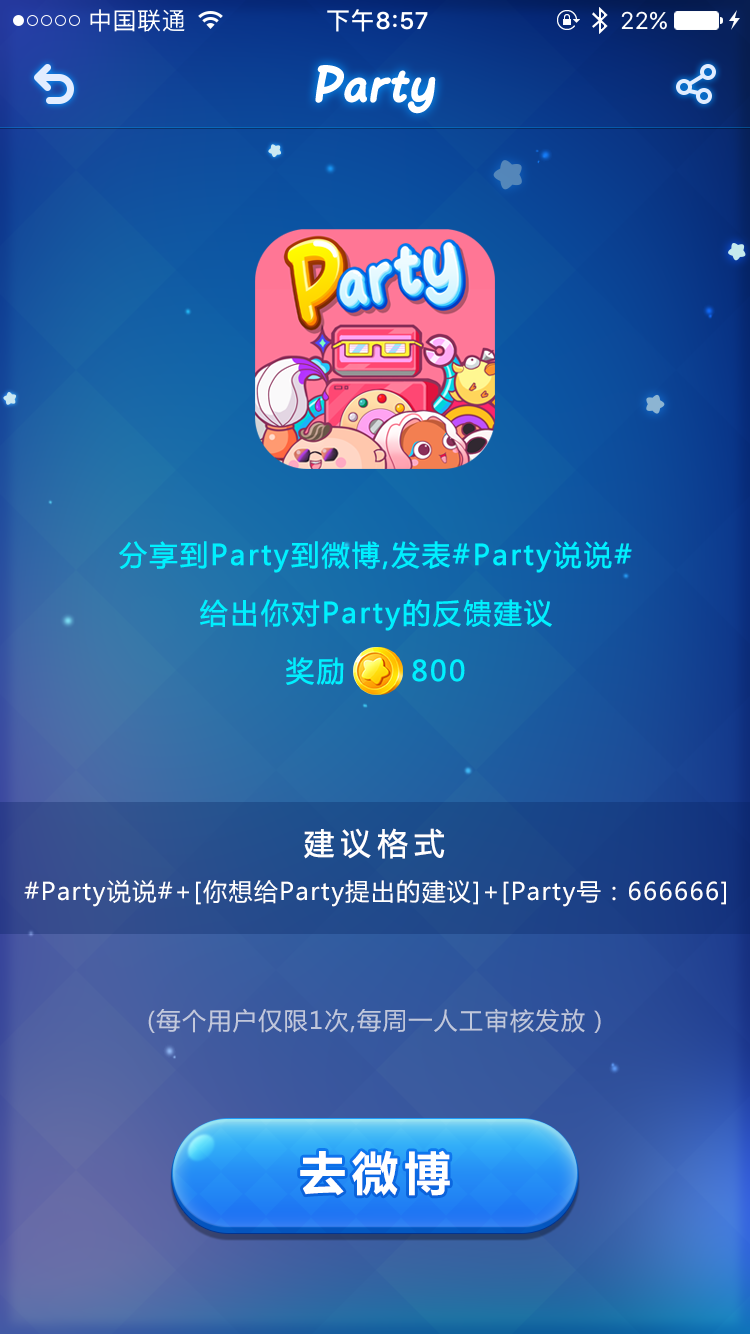 中国联通 下午8:57 22%
Party
Party
分享到Party到微博,发表#Party说说#
给出你对Party的反馈建议
奖励 800
建议格式
#Party说说#+[你想给Party提出的建议]+[Party号：666666]
(每个用户仅限1次,每周一人工审核发放）
去微博